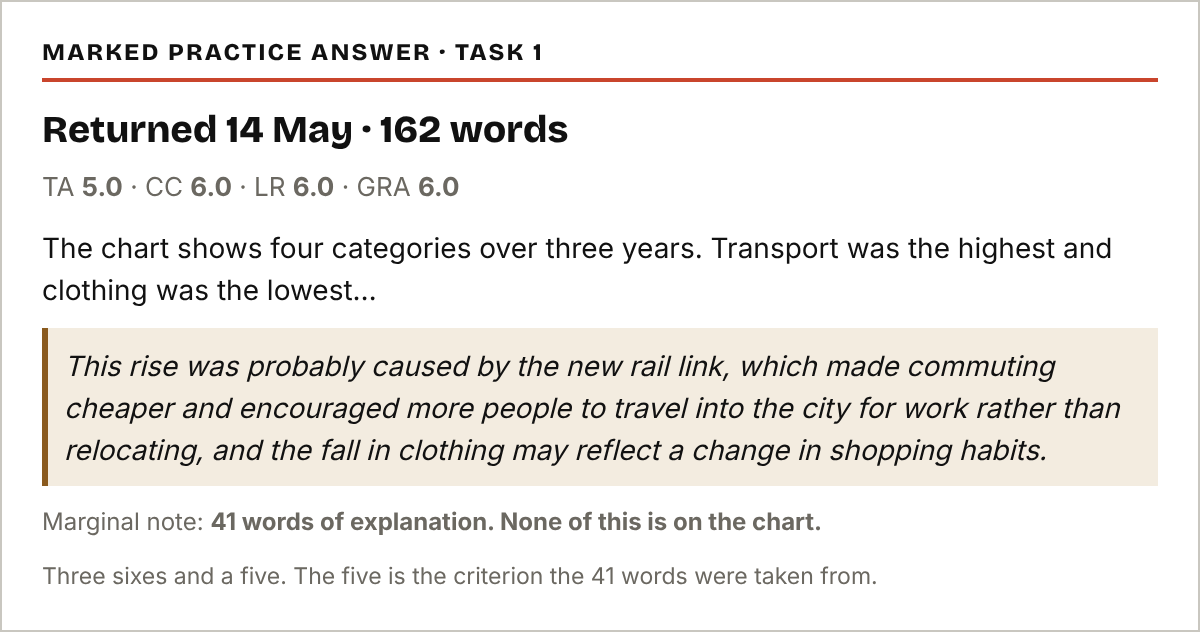 MARKED PRACTICE ANSWER · TASK 1
Returned 14 May · 162 words
TA 5.0 · CC 6.0 · LR 6.0 · GRA 6.0
The chart shows four categories over three years. Transport was the highest and
clothing was the lowest...
This rise was probably caused by the new rail link, which made commuting
cheaper and encouraged more people to travel into the city for work rather than
relocating, and the fall in clothing may reflect a change in shopping habits.
Marginal note: 41 words of explanation. None of this is on the chart.
Three sixes and a five. The five is the criterion the 41 words were taken from.